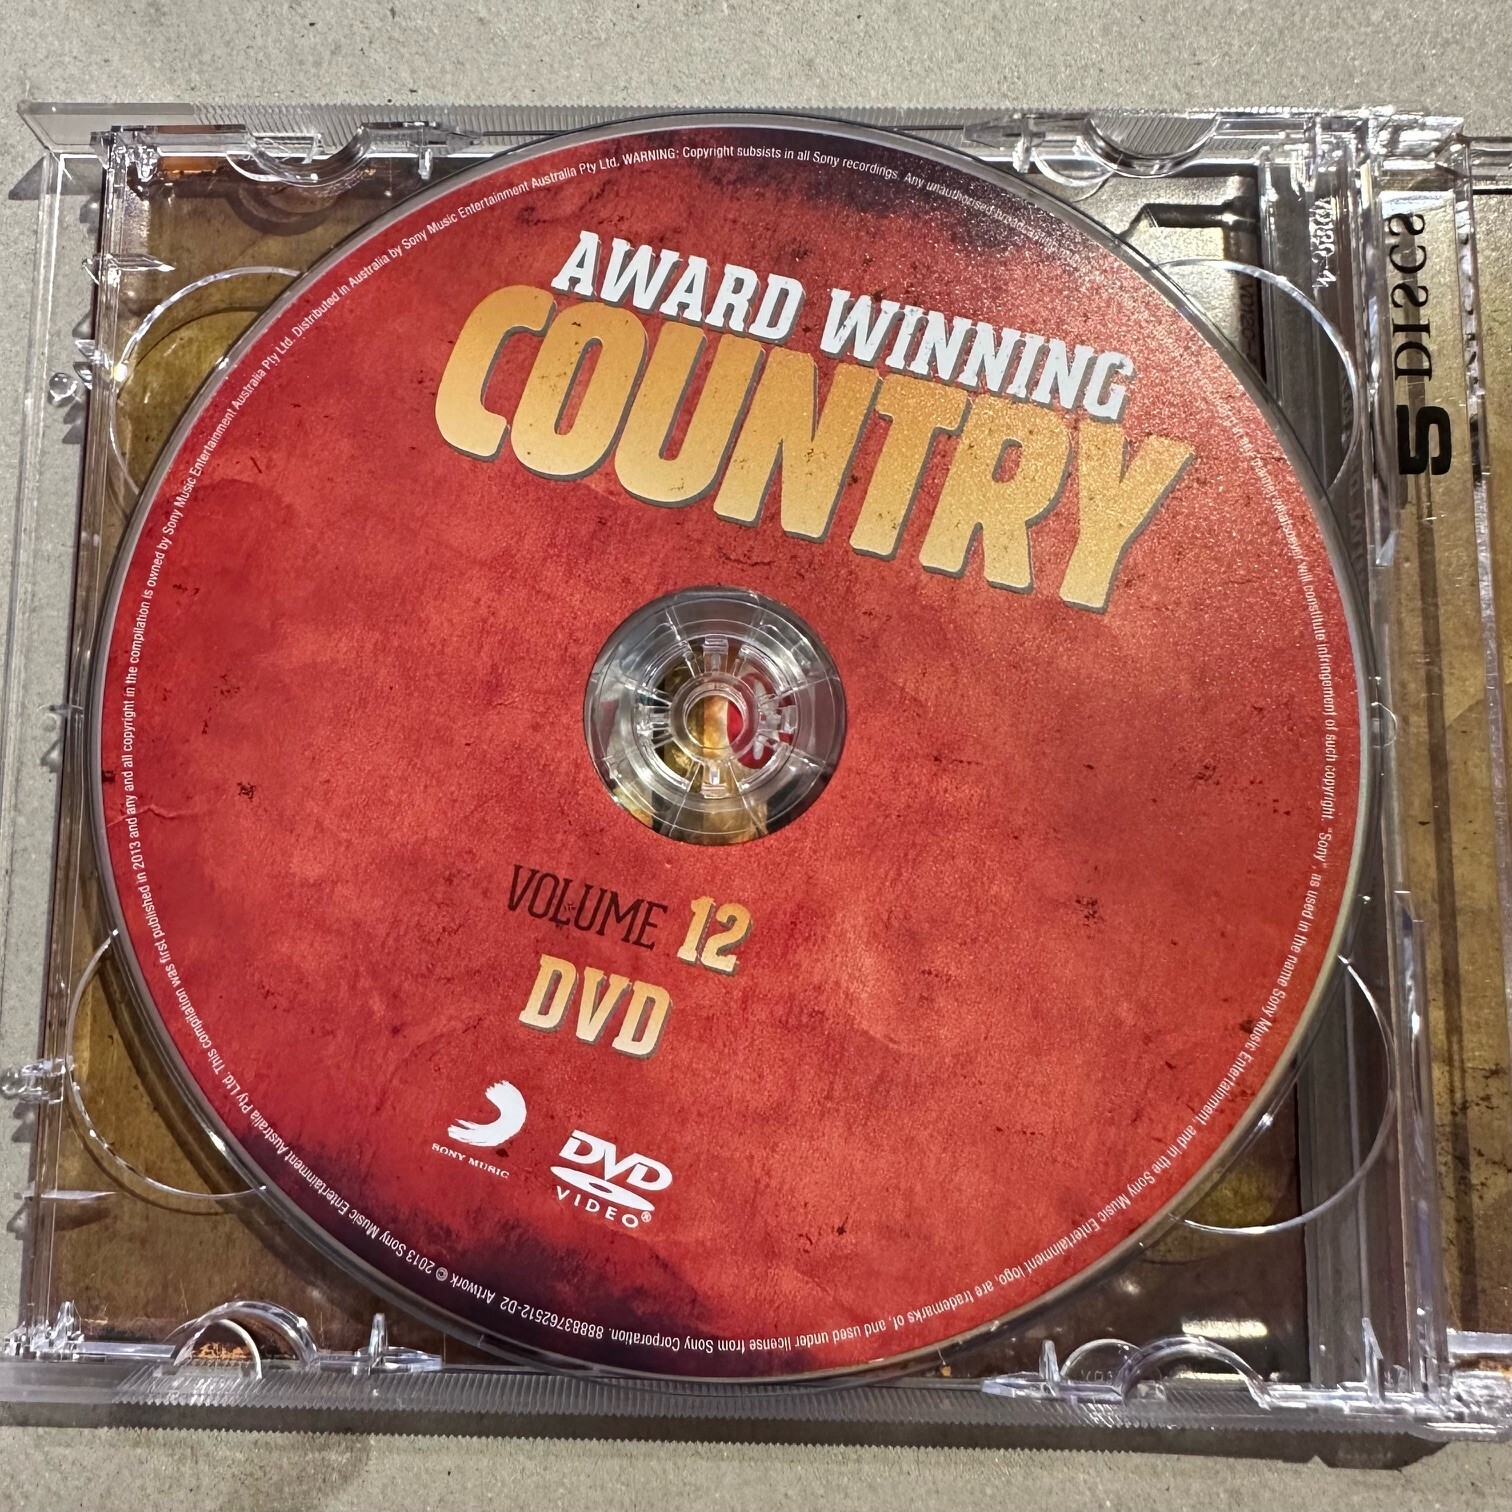 AWARD WINNING
COUNTRY
VOLUME 12
DVD
SONY MUSIC
DVD
VIDEO®
This compilation was first published in 2013 and any and all copyright in the compilation is owned by Sony Music Entertainment Australia Pty Ltd. Distributed in Australia by Sony Music Entertainment Australia Pty Ltd. WARNING: Copyright subsists in all Sony recordings. Any unauthorised
whatsoever will constitute infringement of such copyright. "Sony", as used in the name Sony Music Entertainment, and in the Sony Music Entertainment logo, are trademarks of, and used under license from Sony Corporation. 88883762512-D2 Artwork © 2013 Sony Music Entertainment Australia Pty Ltd.
5 DISCS